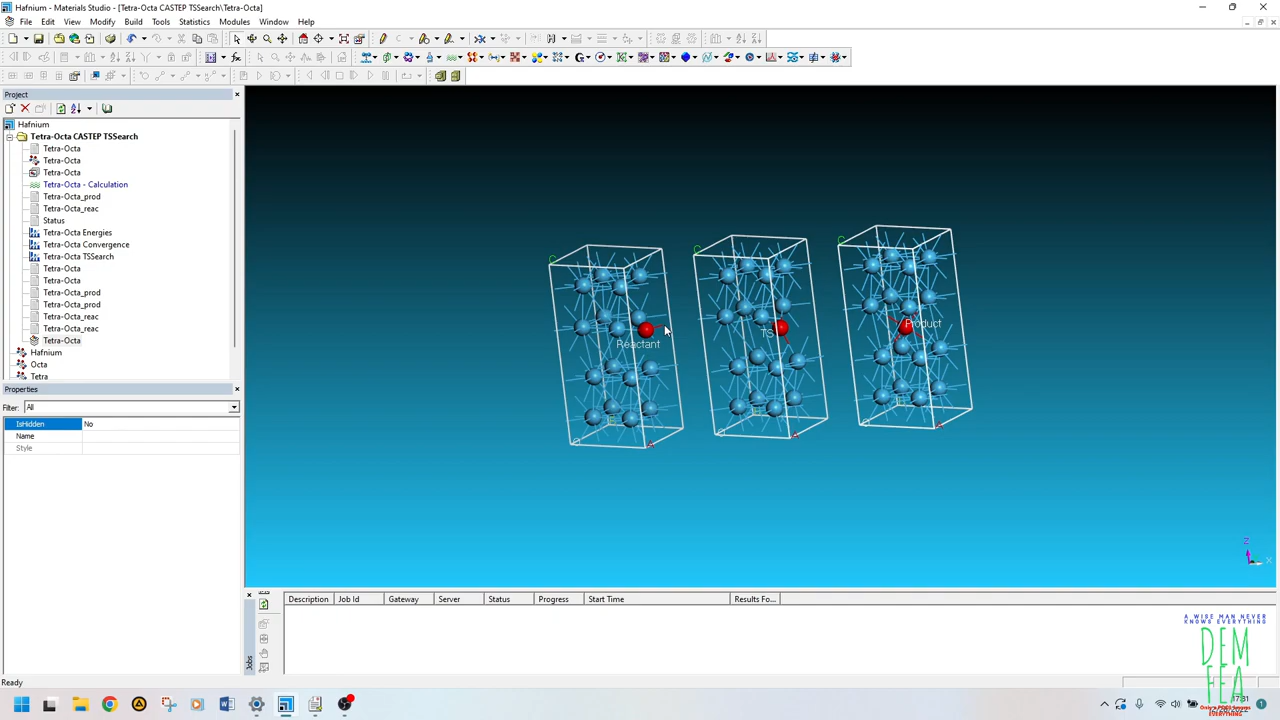 Hafnium - Materials Studio - [Tetra-Octa CASTEP TSSearch\Tetra-Octa]
File Edit View Modify Build Tools Statistics Modules Window Help
Project
Hafnium
Tetra-Octa CASTEP TSSearch
Tetra-Octa
Tetra-Octa
Tetra-Octa
Tetra-Octa - Calculation
Tetra-Octa_prod
Tetra-Octa_reac
Status
Tetra-Octa Energies
Tetra-Octa Convergence
Tetra-Octa TSSearch
Tetra-Octa
Tetra-Octa
Tetra-Octa_prod
Tetra-Octa_prod
Tetra-Octa_reac
Tetra-Octa_reac
Tetra-Octa
Hafnium
Octa
Tetra
Properties
Filter: All
IsHidden No
Name
Style
C C C
Reactant TS Product
O B A O B A O B A
Z
X
Jobs
Description Job Id Gateway Server Status Progress Start Time Results Fo...
Ready
A WISE MAN NEVER
KNOWS EVERYTHING
DEM
FEA
17:31